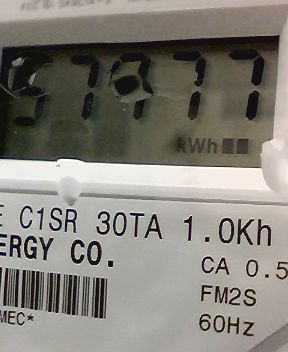 57977
kWh
E C1SR 30TA 1.0Kh
ERGY CO.
CA 0.5
FM2S
MEC*
60Hz